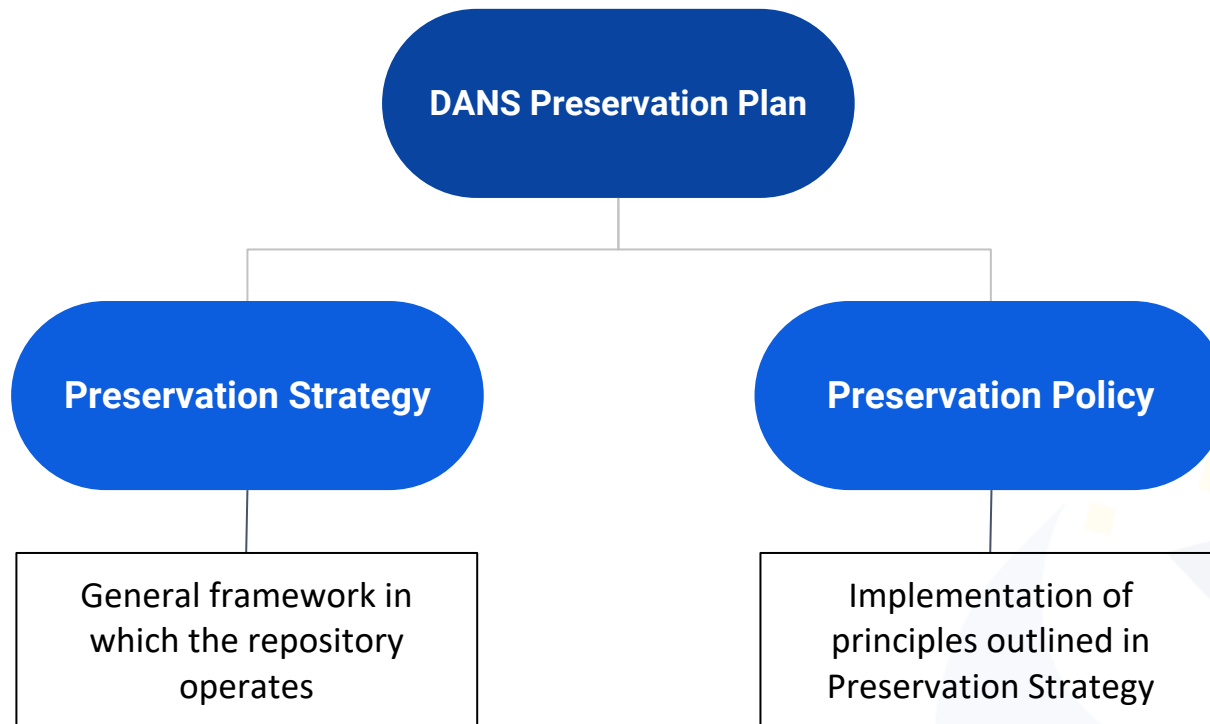 DANS Preservation Plan
Preservation Strategy
Preservation Policy
General framework in
which the repository
operates
Implementation of
principles outlined in
Preservation Strategy